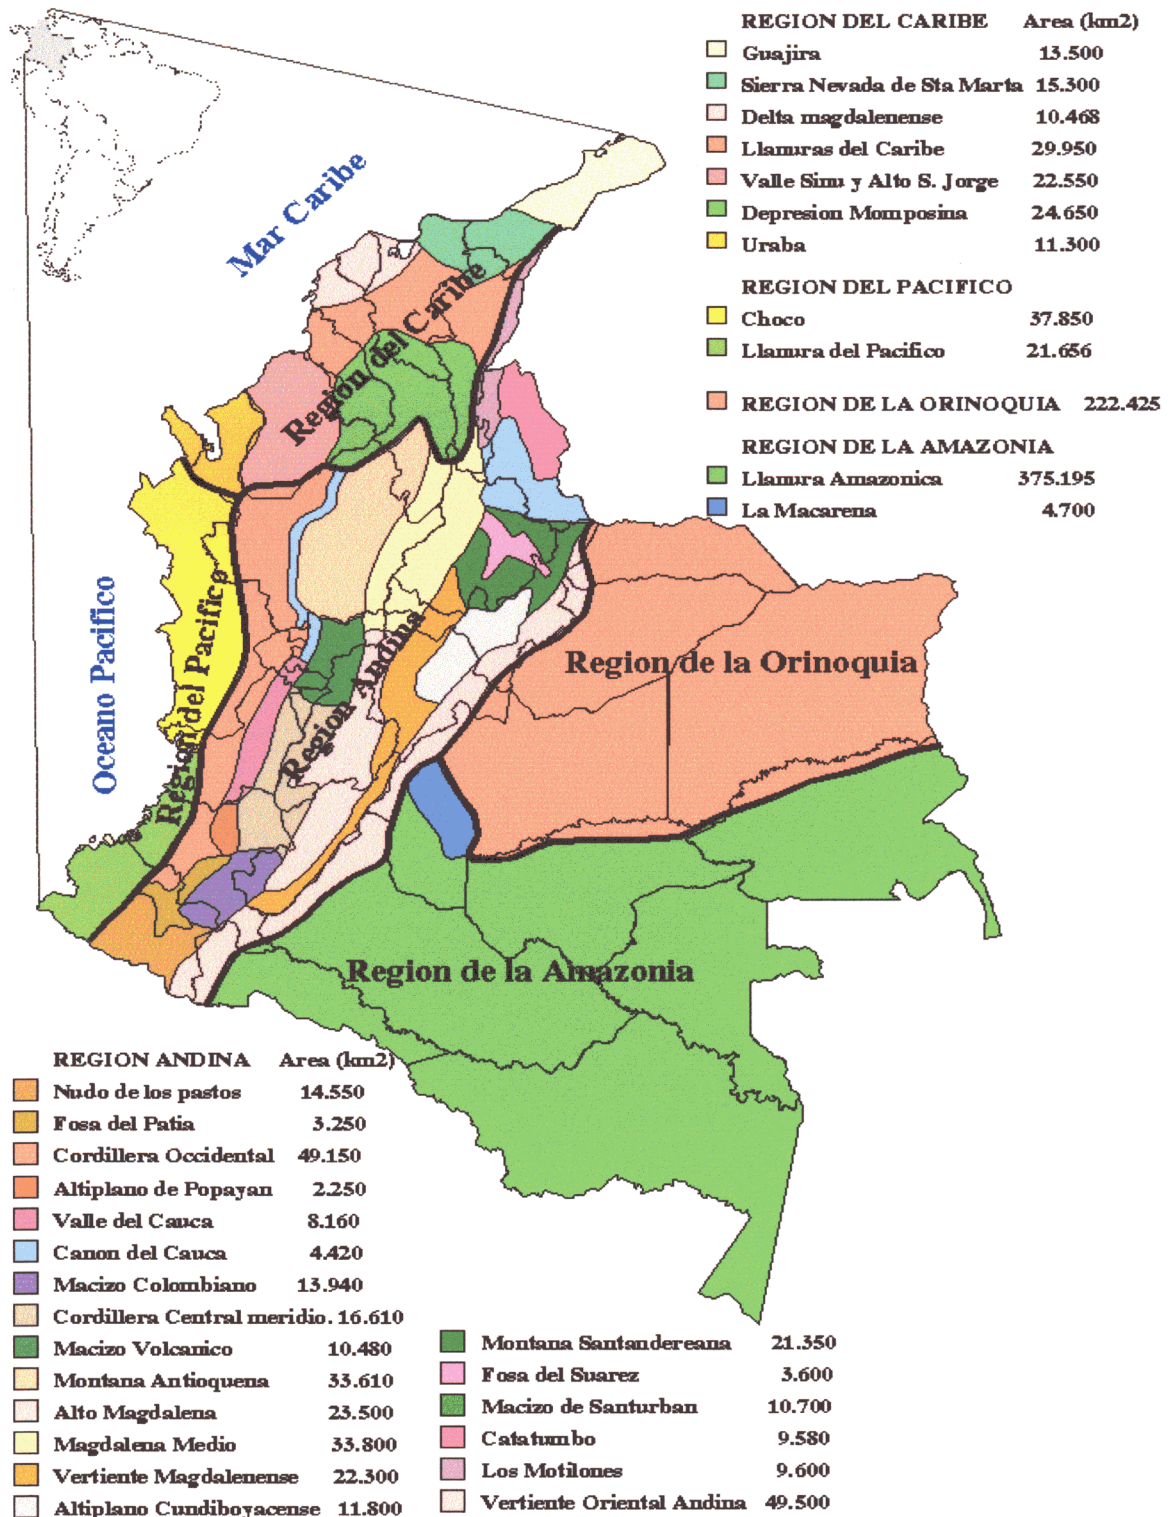 REGION DEL CARIBE Area (km2)
Guajira 13.500
Sierra Nevada de Sta Marta 15.300
Delta magdalenense 10.468
Llanuras del Caribe 29.950
Valle Sinu y Alto S. Jorge 22.550
Depresion Momposina 24.650
Uraba 11.300
REGION DEL PACIFICO
Choco 37.850
Llanura del Pacifico 21.656
REGION DE LA ORINOQUIA 222.425
REGION DE LA AMAZONIA
Llanura Amazonica 375.195
La Macarena 4.700
Mar Caribe
Region del Caribe
Oceano Pacifico
Region del Pacifico
Region Andina
Region de la Orinoquia
Region de la Amazonia
REGION ANDINA Area (km2)
Nudo de los pastos 14.550
Fosa del Patia 3.250
Cordillera Occidental 49.150
Altiplano de Popayan 2.250
Valle del Cauca 8.160
Canon del Cauca 4.420
Macizo Colombiano 13.940
Cordillera Central meridio. 16.610
Macizo Volcanico 10.480
Montana Antioquena 33.610
Alto Magdalena 23.500
Magdalena Medio 33.800
Vertiente Magdalenense 22.300
Altiplano Cundiboyacense 11.800
Montana Santandereana 21.350
Fosa del Suarez 3.600
Macizo de Santurban 10.700
Catatumbo 9.580
Los Motilones 9.600
Vertiente Oriental Andina 49.500